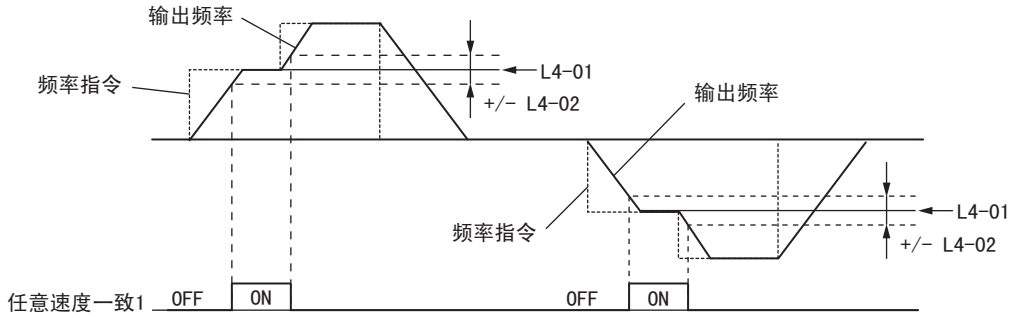 输出频率
频率指令
L4-01
+/- L4-02
输出频率
频率指令
L4-01
+/- L4-02
任意速度一致1 OFF ON OFF ON